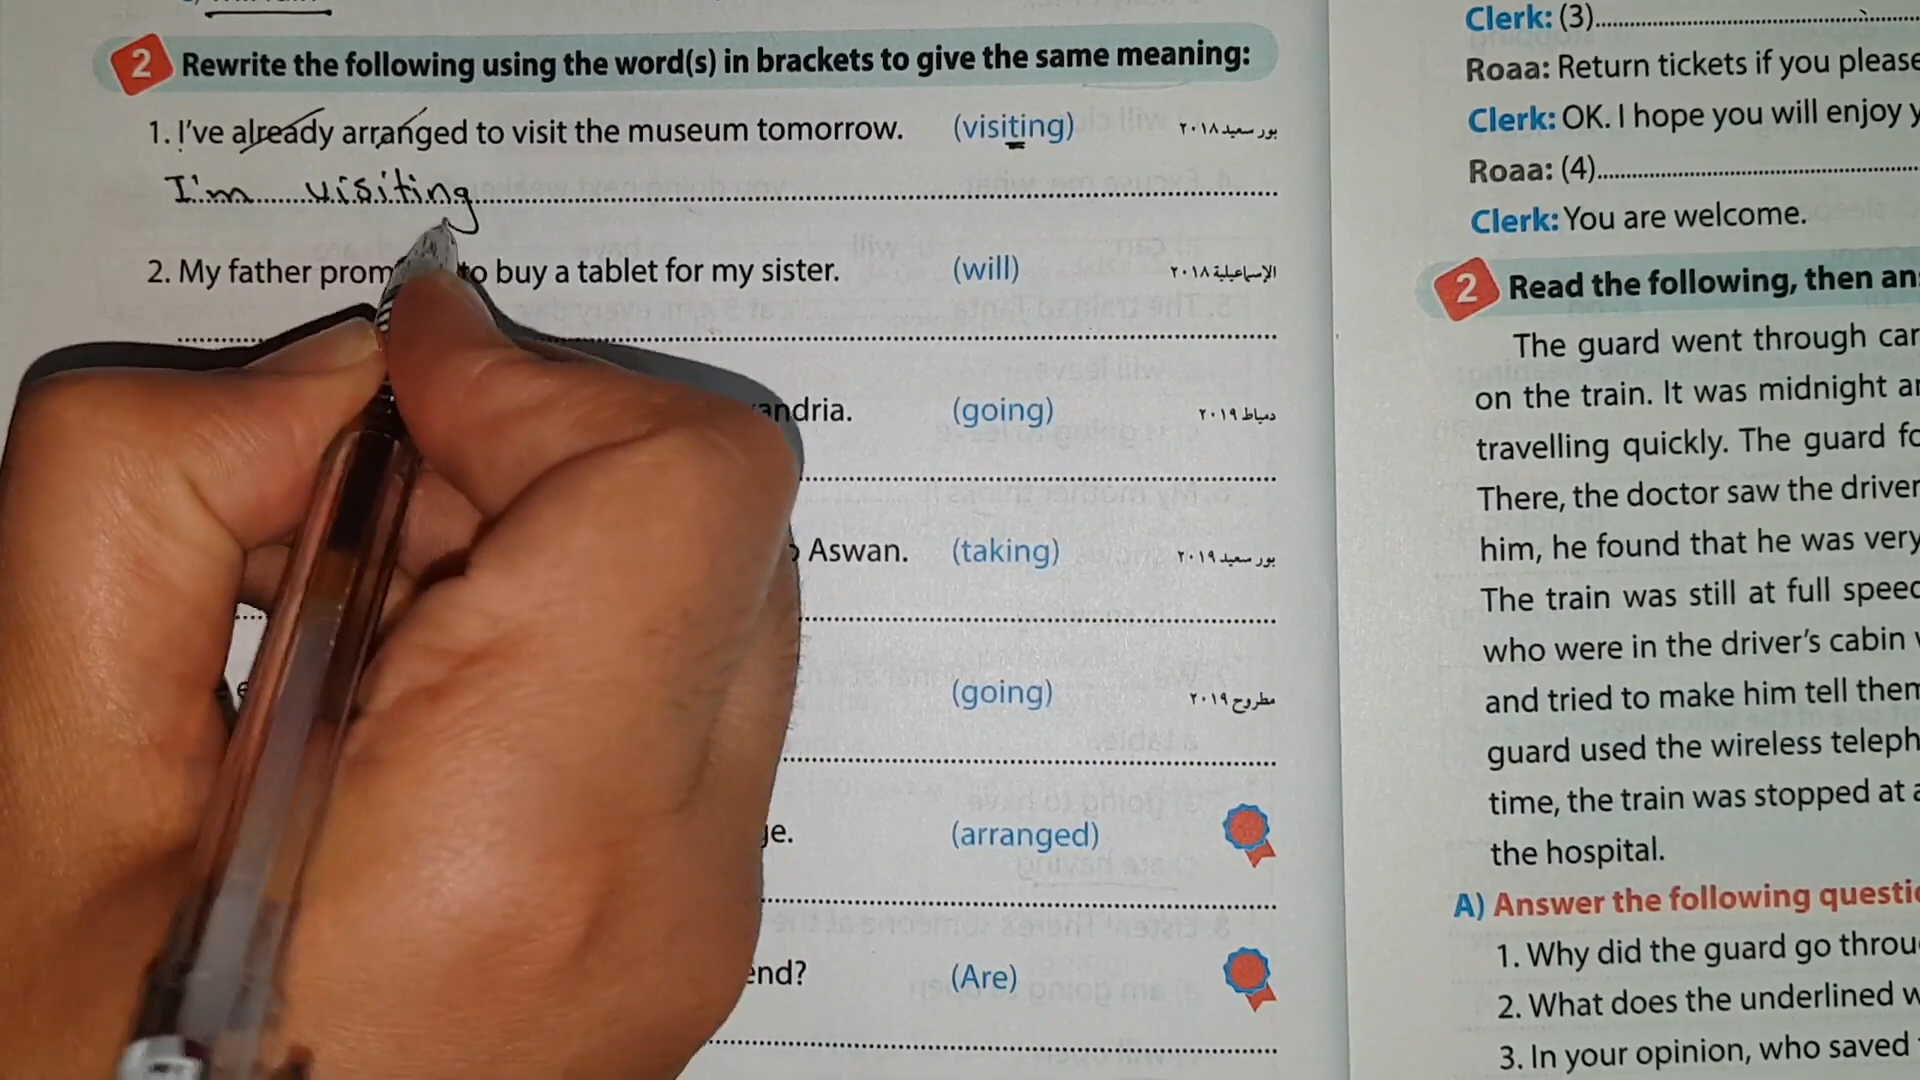 2 Rewrite the following using the word(s) in brackets to give the same meaning:
1. I've already arranged to visit the museum tomorrow. (visiting) بور سعيد ٢٠١٨
I'm visiting
2. My father to buy a tablet for my sister. (will) الإسماعيلية ٢٠١٨
(going) دمياط ٢٠١٩
Aswan. (taking) بور سعيد ٢٠١٩
(going) مطروح ٢٠١٩
(arranged)
(Are)
Clerk: (3)
Roaa: Return tickets if you please
Clerk: OK. I hope you will enjoy
Roaa: (4)
Clerk: You are welcome.
2 Read the following, then
The guard went through
on the train. It was midnight
travelling quickly. The guard
There, the doctor saw the driver
him, he found that he was very
The train was still at full speed
who were in the driver's cabin
and tried to make him tell them
guard used the wireless
time, the train was stopped at
the hospital.
A) Answer the following
1. Why did the guard go
2. What does the underlined
3. In your opinion, who saved